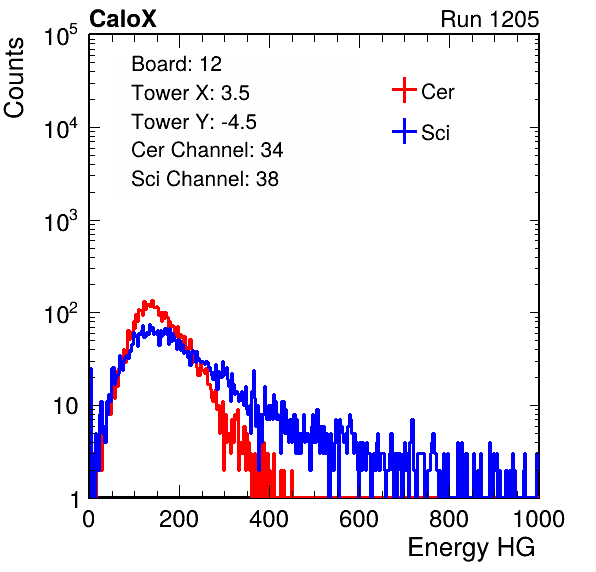 CaloX Run 1205
Counts
Board: 12
Tower X: 3.5
Tower Y: -4.5
Cer Channel: 34
Sci Channel: 38
Cer
Sci
10^5
10^4
10^3
10^2
10
1
0 200 400 600 800 1000
Energy HG